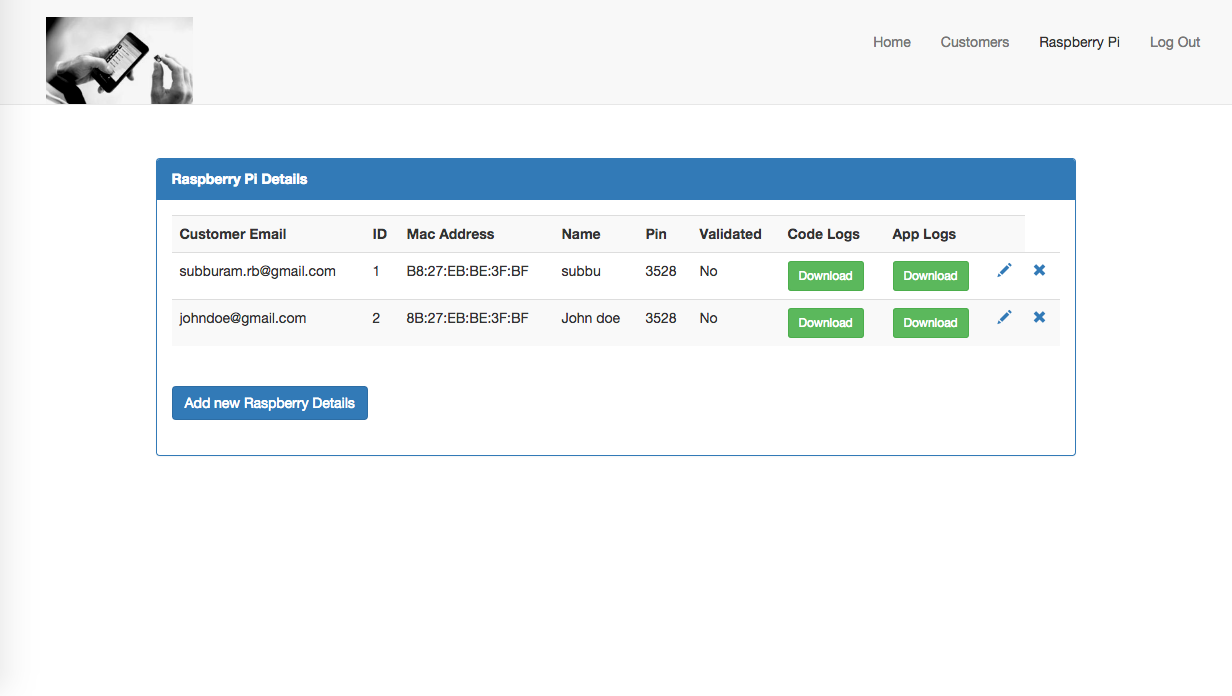 Home Customers Raspberry Pi Log Out
Raspberry Pi Details
Customer Email ID Mac Address Name Pin Validated Code Logs App Logs
subburam.rb@gmail.com 1 B8:27:EB:BE:3F:BF subbu 3528 No Download Download
johndoe@gmail.com 2 8B:27:EB:BE:3F:BF John doe 3528 No Download Download
Add new Raspberry Details